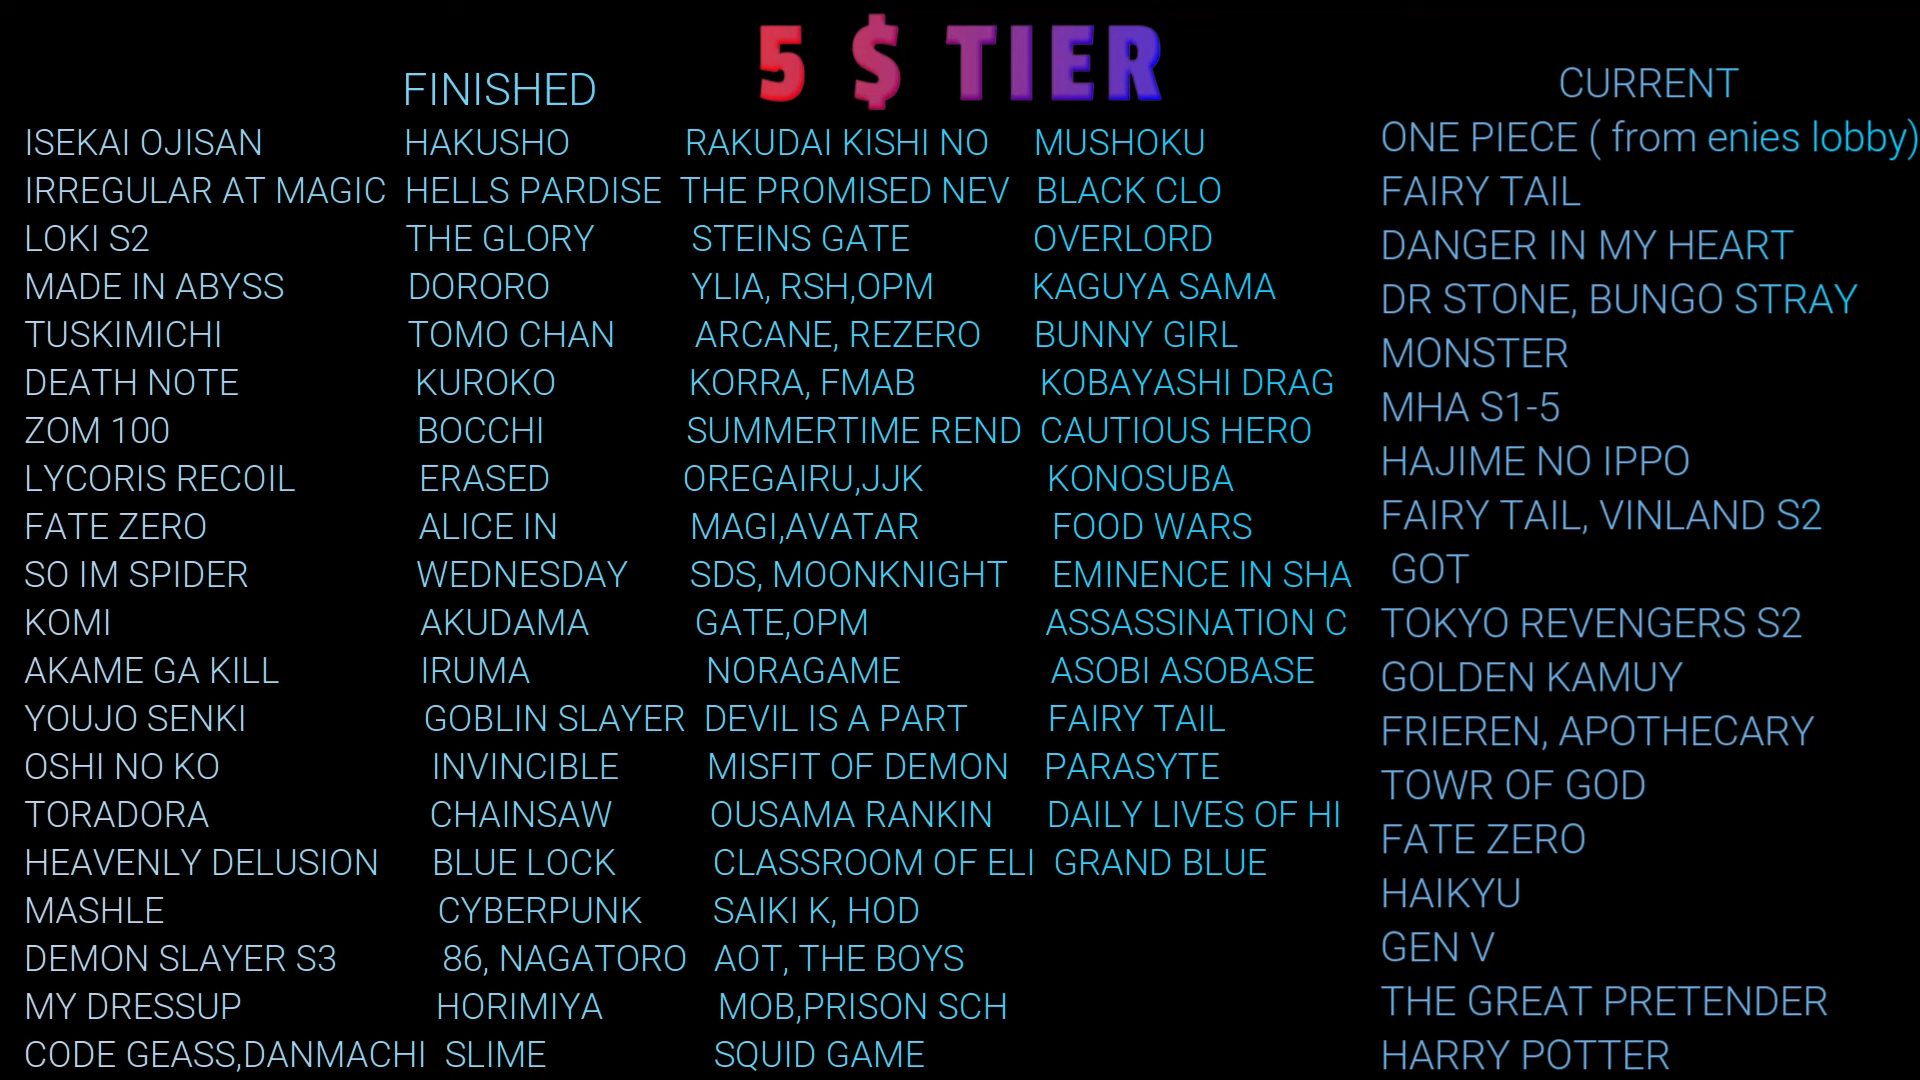 5 $ TIER
FINISHED
ISEKAI OJISAN
IRREGULAR AT MAGIC
LOKI S2
MADE IN ABYSS
TUSKIMICHI
DEATH NOTE
ZOM 100
LYCORIS RECOIL
FATE ZERO
SO IM SPIDER
KOMI
AKAME GA KILL
YOUJO SENKI
OSHI NO KO
TORADORA
HEAVENLY DELUSION
MASHLE
DEMON SLAYER S3
MY DRESSUP
CODE GEASS,DANMACHI
HAKUSHO
HELLS PARDISE
THE GLORY
DORORO
TOMO CHAN
KUROKO
BOCCHI
ERASED
ALICE IN
WEDNESDAY
AKUDAMA
IRUMA
GOBLIN SLAYER
INVINCIBLE
CHAINSAW
BLUE LOCK
CYBERPUNK
86, NAGATORO
HORIMIYA
SLIME
RAKUDAI KISHI NO
THE PROMISED NEV
STEINS GATE
YLIA, RSH,OPM
ARCANE, REZERO
KORRA, FMAB
SUMMERTIME REND
OREGAIRU,JJK
MAGI,AVATAR
SDS, MOONKNIGHT
GATE,OPM
NORAGAME
DEVIL IS A PART
MISFIT OF DEMON
OUSAMA RANKIN
CLASSROOM OF ELI
SAIKI K, HOD
AOT, THE BOYS
MOB,PRISON SCH
SQUID GAME
MUSHOKU
BLACK CLO
OVERLORD
KAGUYA SAMA
BUNNY GIRL
KOBAYASHI DRAG
CAUTIOUS HERO
KONOSUBA
FOOD WARS
EMINENCE IN SHA
ASSASSINATION C
ASOBI ASOBASE
FAIRY TAIL
PARASYTE
DAILY LIVES OF HI
GRAND BLUE
CURRENT
ONE PIECE ( from enies lobby)
FAIRY TAIL
DANGER IN MY HEART
DR STONE, BUNGO STRAY
MONSTER
MHA S1-5
HAJIME NO IPPO
FAIRY TAIL, VINLAND S2
GOT
TOKYO REVENGERS S2
GOLDEN KAMUY
FRIEREN, APOTHECARY
TOWR OF GOD
FATE ZERO
HAIKYU
GEN V
THE GREAT PRETENDER
HARRY POTTER